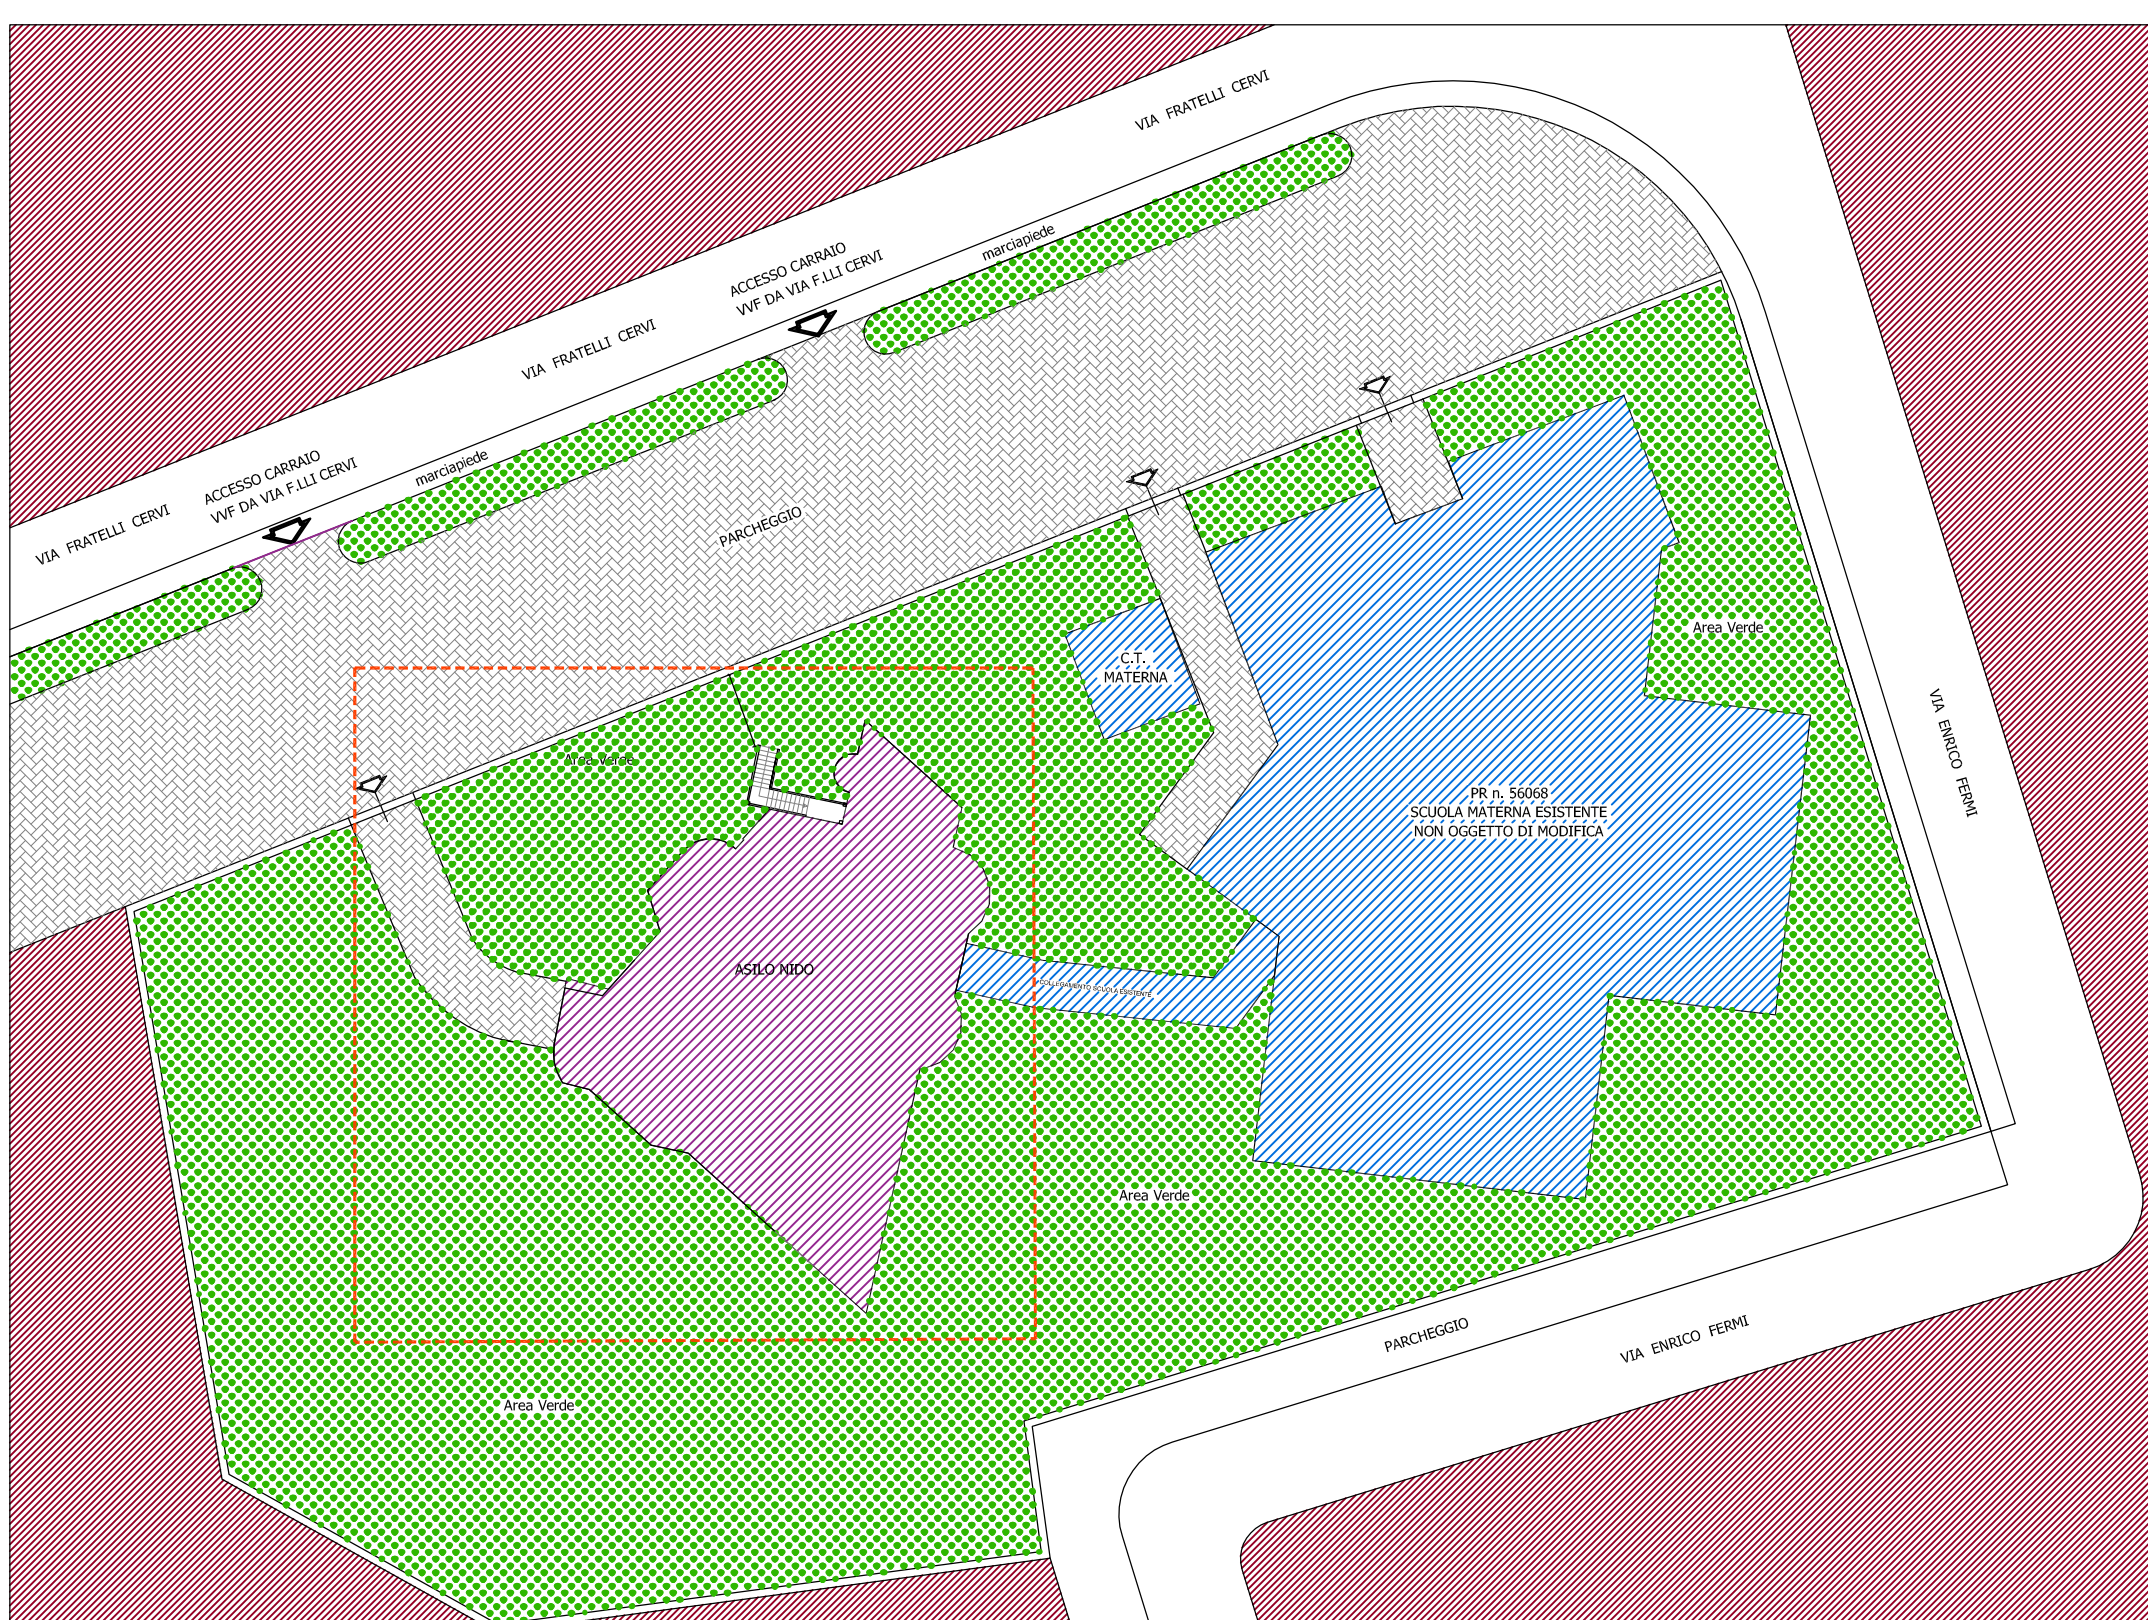 VIA FRATELLI CERVI
ACCESSO CARRAIO
VVF DA VIA F.LLI CERVI
marciapiede
VIA FRATELLI CERVI
ACCESSO CARRAIO
VVF DA VIA F.LLI CERVI
marciapiede
VIA FRATELLI CERVI
PARCHEGGIO
Area Verde
C.T.
MATERNA
Area Verde
VIA ENRICO FERMI
PR n. 56068
SCUOLA MATERNA ESISTENTE
NON OGGETTO DI MODIFICA
ASILO NIDO
COLLEGAMENTO SCUOLA ESISTENTE
Area Verde
PARCHEGGIO
VIA ENRICO FERMI
Area Verde